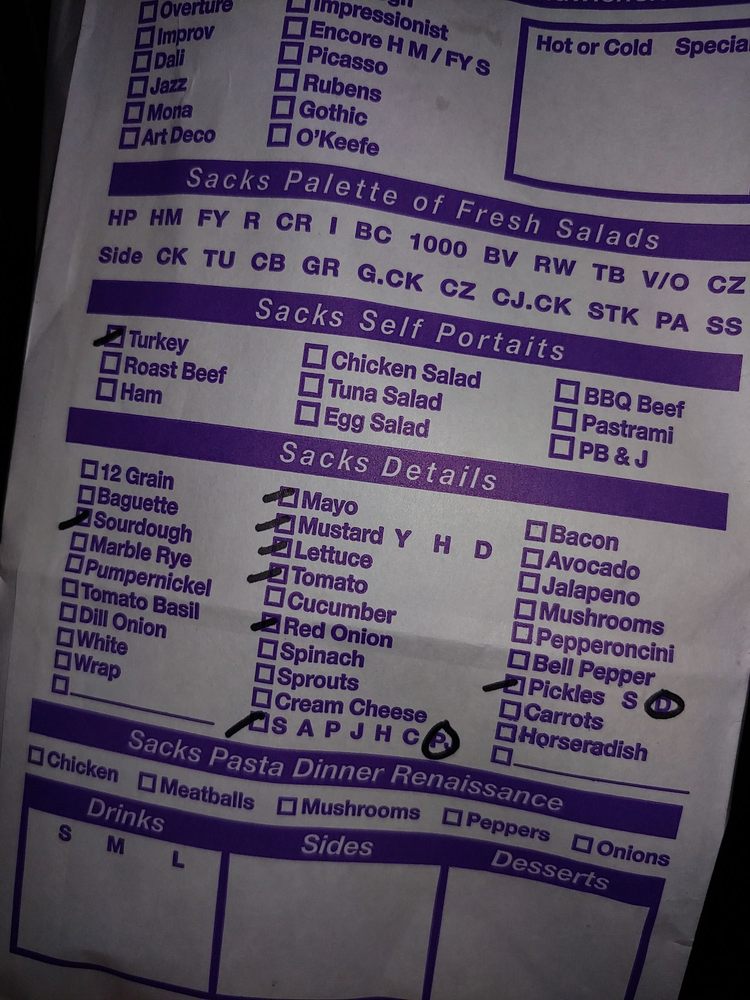 Overture
Improv
Dali
Jazz
Mona
Art Deco
Impressionist
Encore H M / FY S
Picasso
Rubens
Gothic
O'Keefe
Hot or Cold
Sacks Palette of Fresh Salads
HP HM FY R CR I BC 1000 BV RW TB V/O CZ
Side CK TU CB GR G.CK CZ CJ.CK STK PA SS
Sacks Self Portaits
Turkey
Roast Beef
Ham
Chicken Salad
Tuna Salad
Egg Salad
BBQ Beef
Pastrami
PB & J
Sacks Details
12 Grain
Baguette
Sourdough
Marble Rye
Pumpernickel
Tomato Basil
Dill Onion
White
Wrap
Mayo
Mustard Y H D
Lettuce
Tomato
Cucumber
Red Onion
Spinach
Sprouts
Cream Cheese
S A P J H C
Bacon
Avocado
Jalapeno
Mushrooms
Pepperoncini
Bell Pepper
Pickles S D
Carrots
Horseradish
Sacks Pasta Dinner Renaissance
Chicken Meatballs Mushrooms Peppers Onions
Drinks
S M L
Sides
Desserts